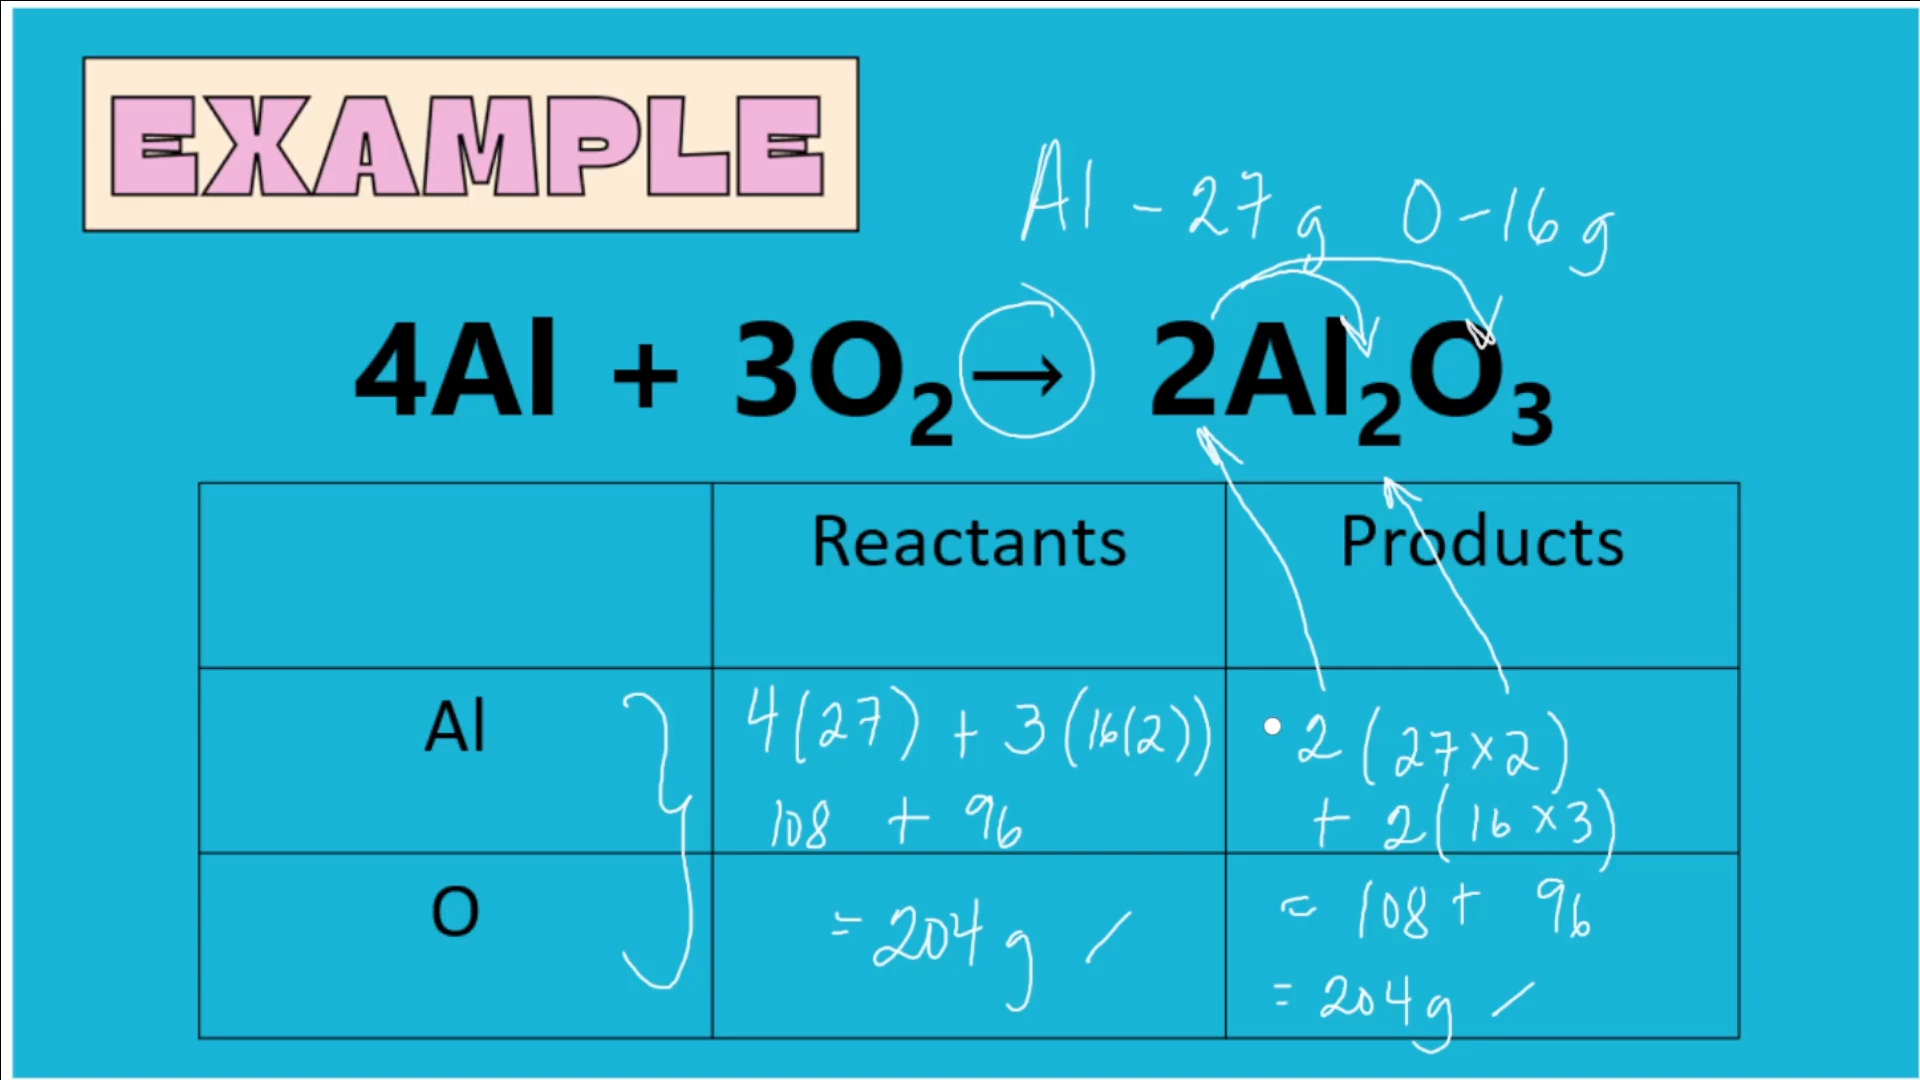 EXAMPLE
Al - 27g O - 16g
4Al + 3O₂ → 2Al₂O₃
Reactants Products
Al 4(27) + 3(16(2)) 2(27×2)
108 + 96 + 2(16×3)
O = 204g = 108 + 96
= 204g